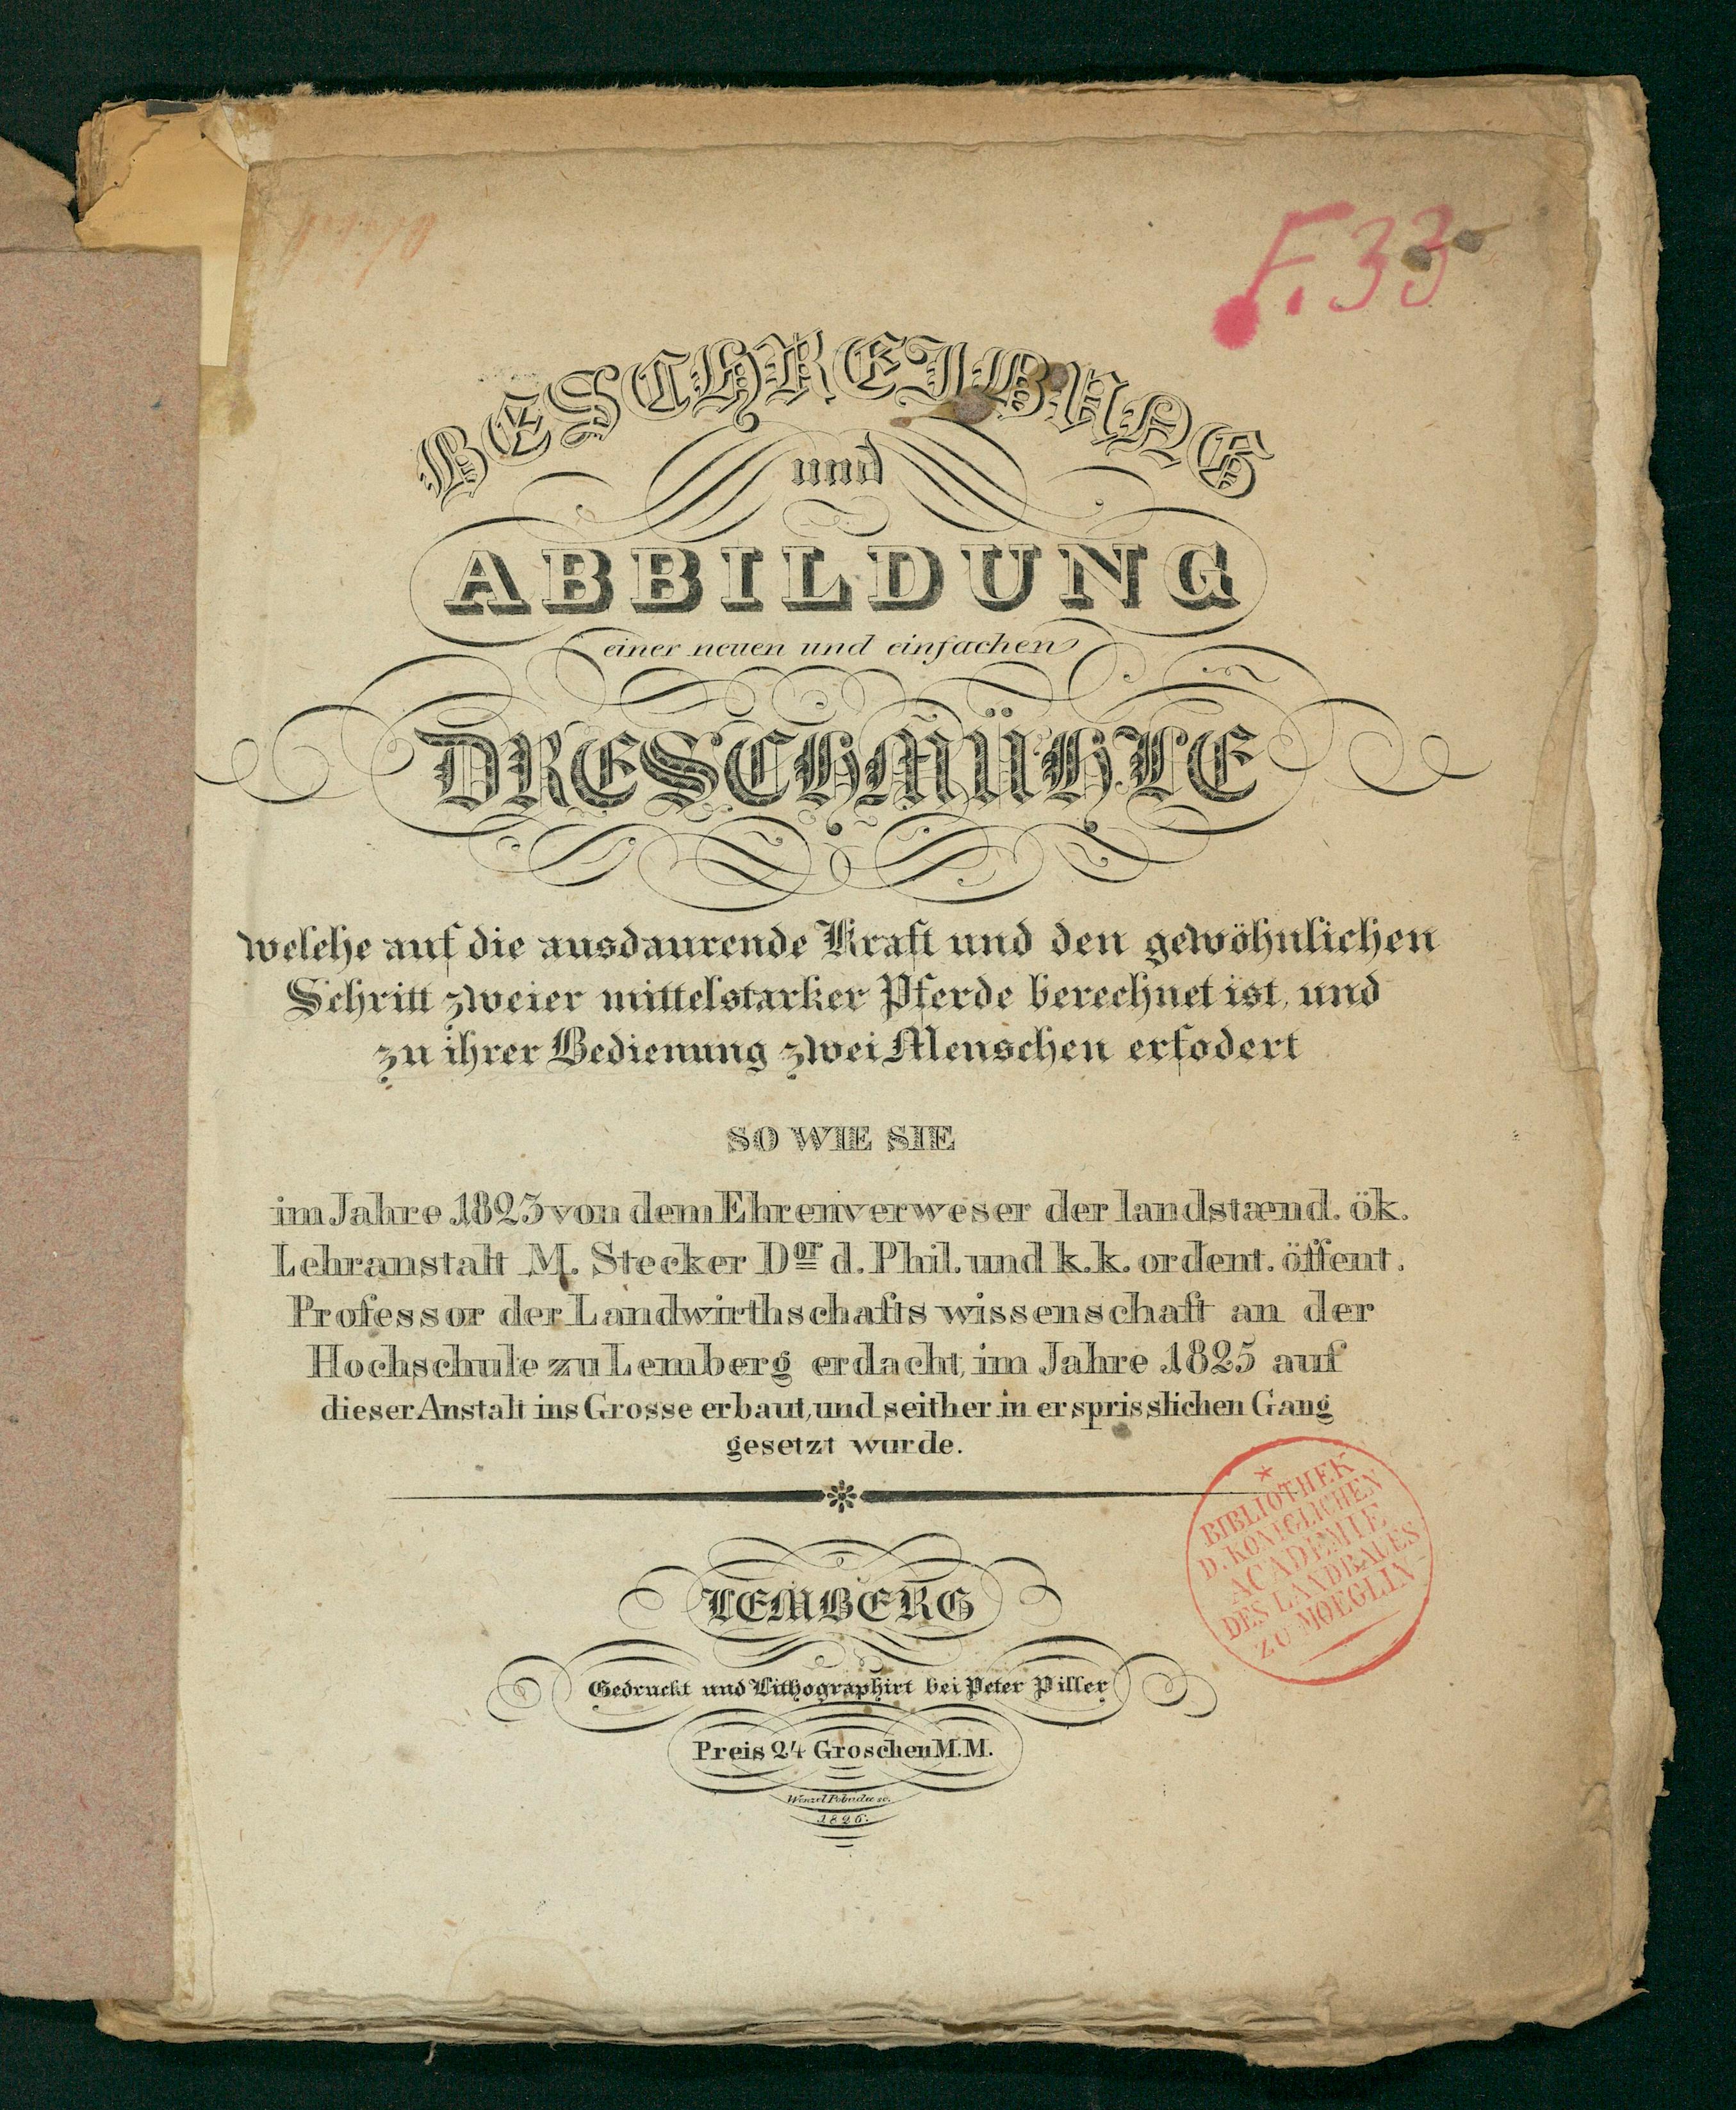 F. 33
BESCHREIBUNG
und
ABBILDUNG
einer neuen und einfachen
DRESCHMÜHLE
welche auf die ausdaurende Kraft und den gewöhnlichen
Schritt zweier mittelstarker Pferde berechnet ist, und
zu ihrer Bedienung zwei Menschen erfodert
SO WIE SIE
im Jahre 1823 von dem Ehrenverweser der landstænd. ök.
Lehranstalt M. Stecker Dor d. Phil. und k.k. ordent. öffent.
Professor der Landwirthschaftswissenschaft an der
Hochschule zu Lemberg erdacht, im Jahre 1825 auf
dieser Anstalt ins Grosse erbaut, und seither in ersprisslichen Gang
gesetzt wurde.
*
BIBLIOTHEK
D. KÖNIGLICHEN
ACADEMIE
DES LANDBAUES
ZU MOEGLIN
LEMBERG
Gedruckt und Lithographirt bei Peter Piller
Preis 24 Groschen M.M.
Wenzel sc.
1826.